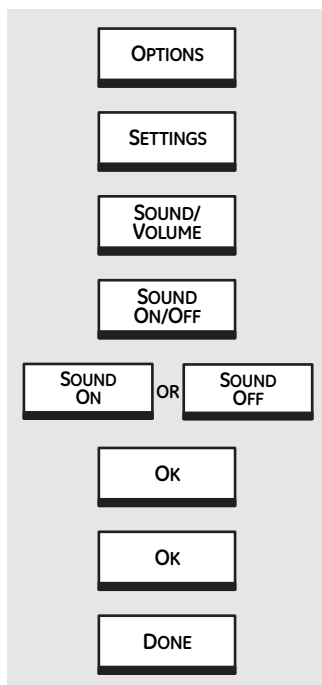 OPTIONS
SETTINGS
SOUND/
VOLUME
SOUND
ON/OFF
SOUND
ON
OR
SOUND
OFF
OK
OK
DONE